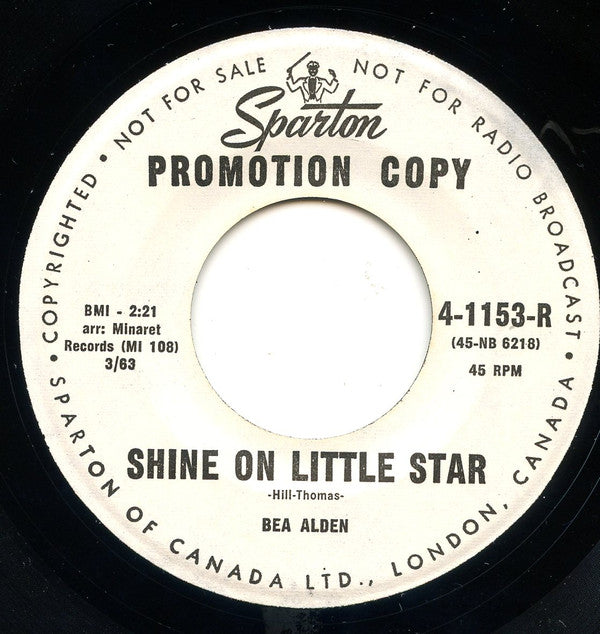 COPYRIGHTED • NOT FOR SALE
NOT FOR RADIO BROADCAST •
Sparton
PROMOTION COPY
BMI - 2:21
arr: Minaret
Records (MI 108)
3/63
4-1153-R
(45-NB 6218)
45 RPM
SHINE ON LITTLE STAR
-Hill-Thomas-
BEA ALDEN
• SPARTON OF CANADA LTD., LONDON, CANADA •